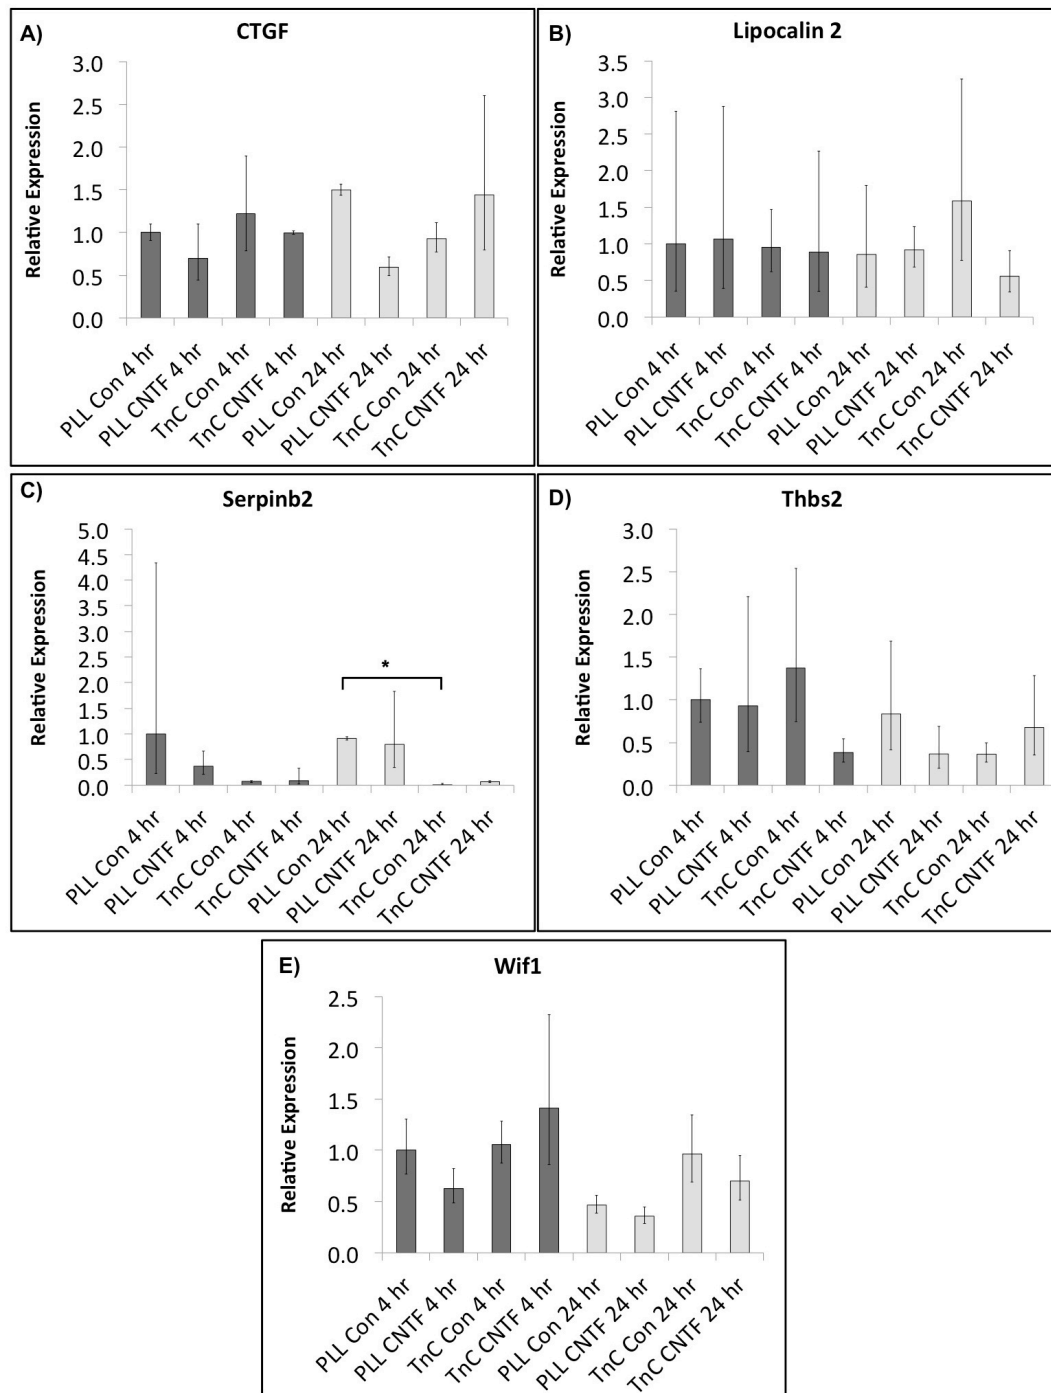 A)
CTGF
Relative Expression
3.0
2.5
2.0
1.5
1.0
0.5
0.0
PLL Con 4 hr
PLL CNTF 4 hr
TnC Con 4 hr
TnC CNTF 4 hr
PLL Con 24 hr
PLL CNTF 24 hr
TnC Con 24 hr
TnC CNTF 24 hr
B)
Lipocalin 2
Relative Expression
3.5
3.0
2.5
2.0
1.5
1.0
0.5
0.0
PLL Con 4 hr
PLL CNTF 4 hr
TnC Con 4 hr
TnC CNTF 4 hr
PLL Con 24 hr
PLL CNTF 24 hr
TnC Con 24 hr
TnC CNTF 24 hr
C)
Serpinb2
Relative Expression
5.0
4.5
4.0
3.5
3.0
2.5
2.0
1.5
1.0
0.5
0.0
*
PLL Con 4 hr
PLL CNTF 4 hr
TnC Con 4 hr
TnC CNTF 4 hr
PLL Con 24 hr
PLL CNTF 24 hr
TnC Con 24 hr
TnC CNTF 24 hr
D)
Thbs2
Relative Expression
3.0
2.5
2.0
1.5
1.0
0.5
0.0
PLL Con 4 hr
PLL CNTF 4 hr
TnC Con 4 hr
TnC CNTF 4 hr
PLL Con 24 hr
PLL CNTF 24 hr
TnC Con 24 hr
TnC CNTF 24 hr
E)
Wif1
Relative Expression
2.5
2.0
1.5
1.0
0.5
0.0
PLL Con 4 hr
PLL CNTF 4 hr
TnC Con 4 hr
TnC CNTF 4 hr
PLL Con 24 hr
PLL CNTF 24 hr
TnC Con 24 hr
TnC CNTF 24 hr